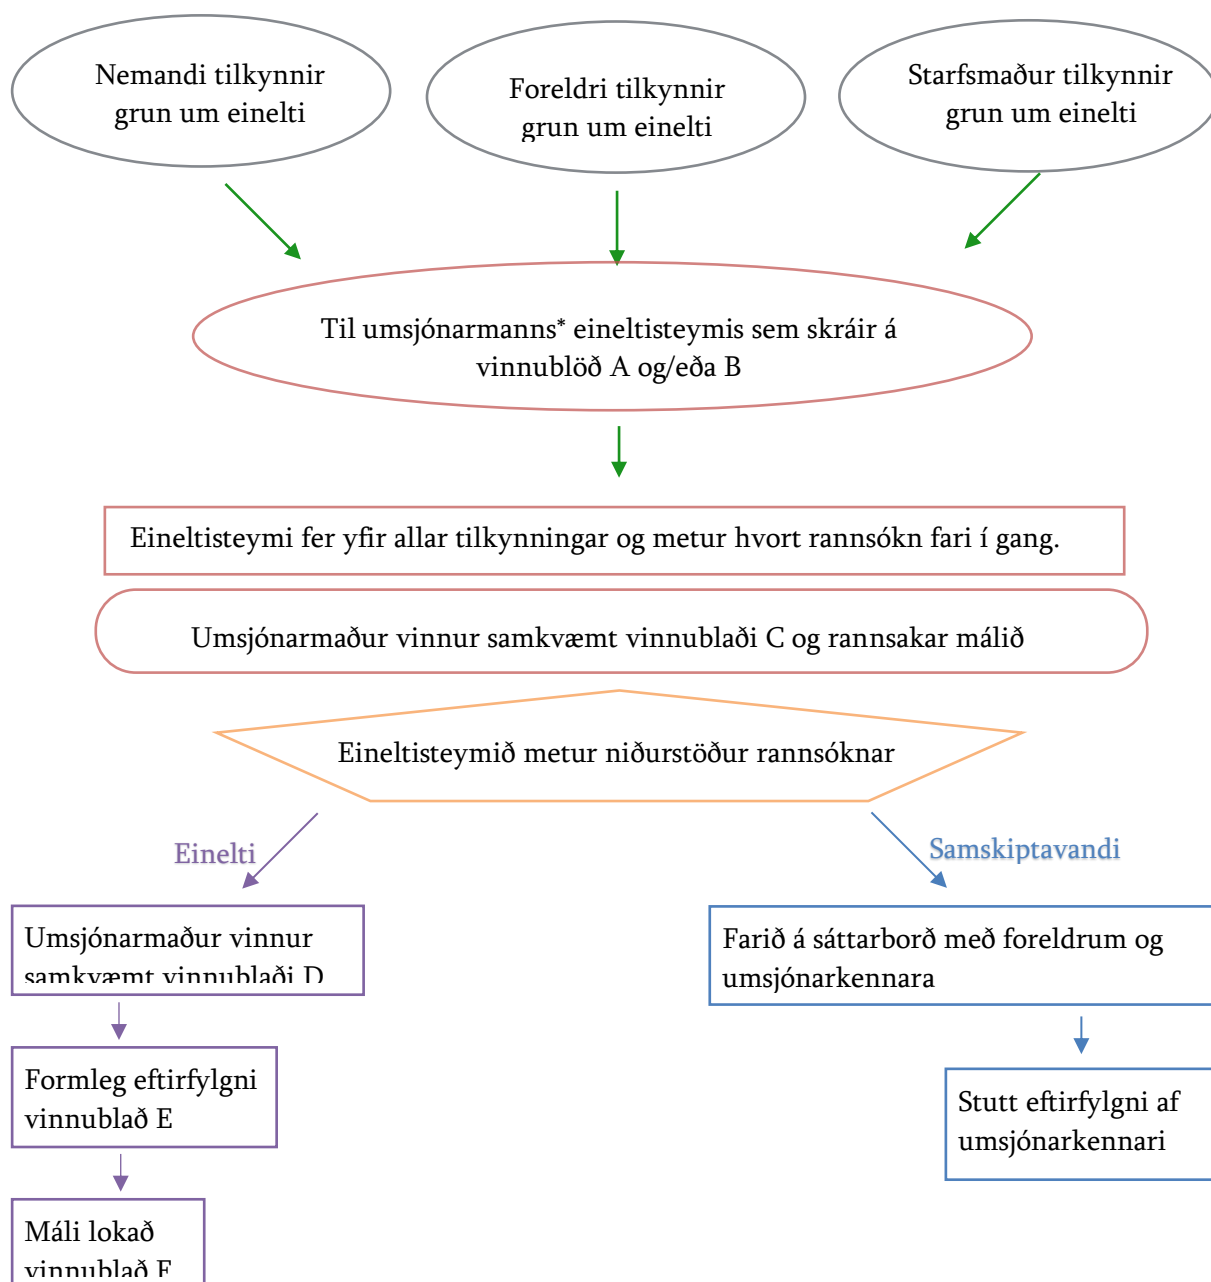 Nemandi tilkynnir
grun um einelti
Foreldri tilkynnir
grun um einelti
Starfsmaður tilkynnir
grun um einelti
Til umsjónarmanns* eineltisteymis sem skráir á
vinnublöð A og/eða B
Eineltisteymi fer yfir allar tilkynningar og metur hvort rannsókn fari í gang.
Umsjónarmaður vinnur samkvæmt vinnublaði C og rannsakar málið
Eineltisteymið metur niðurstöður rannsóknar
Einelti
Samskiptavandi
Umsjónarmaður vinnur
samkvæmt vinnublaði D
Farið á sáttarborð með foreldrum og
umsjónarkennara
Formleg eftirfylgni
vinnublað E
Stutt eftirfylgni af
umsjónarkennari
Máli lokað
vinnublað F